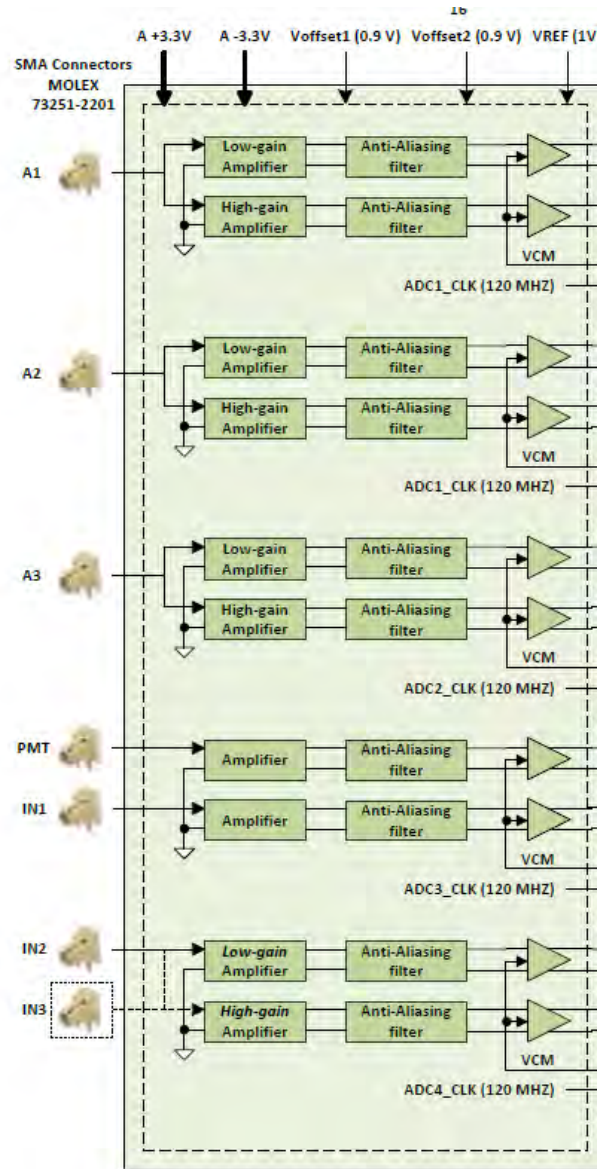 16
A +3.3V
A -3.3V
Voffset1 (0.9 V)
Voffset2 (0.9 V)
VREF (1V
SMA Connectors
MOLEX
73251-2201
A1
Low-gain
Amplifier
Anti-Aliasing
filter
High-gain
Amplifier
Anti-Aliasing
filter
VCM
ADC1_CLK (120 MHZ)
A2
Low-gain
Amplifier
Anti-Aliasing
filter
High-gain
Amplifier
Anti-Aliasing
filter
VCM
ADC1_CLK (120 MHZ)
A3
Low-gain
Amplifier
Anti-Aliasing
filter
High-gain
Amplifier
Anti-Aliasing
filter
VCM
ADC2_CLK (120 MHZ)
PMT
Amplifier
Anti-Aliasing
filter
IN1
Amplifier
Anti-Aliasing
filter
VCM
ADC3_CLK (120 MHZ)
IN2
Low-gain
Amplifier
Anti-Aliasing
filter
IN3
High-gain
Amplifier
Anti-Aliasing
filter
VCM
ADC4_CLK (120 MHZ)